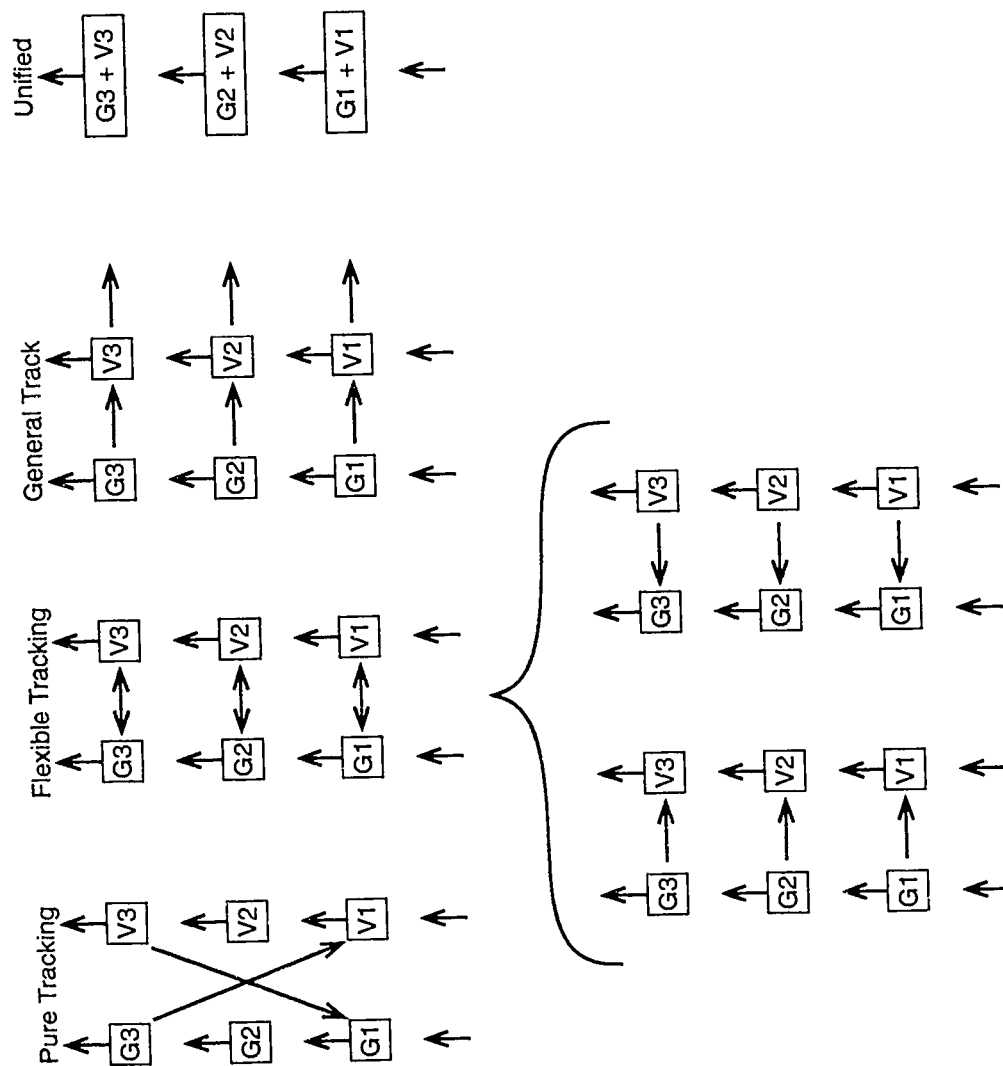 Pure Tracking
G3
V3
G2
V2
G1
V1
Flexible Tracking
G3
V3
G2
V2
G1
V1
General Track
G3
V3
G2
V2
G1
V1
Unified
G3 + V3
G2 + V2
G1 + V1
G3
V3
G2
V2
G1
V1
G3
V3
G2
V2
G1
V1